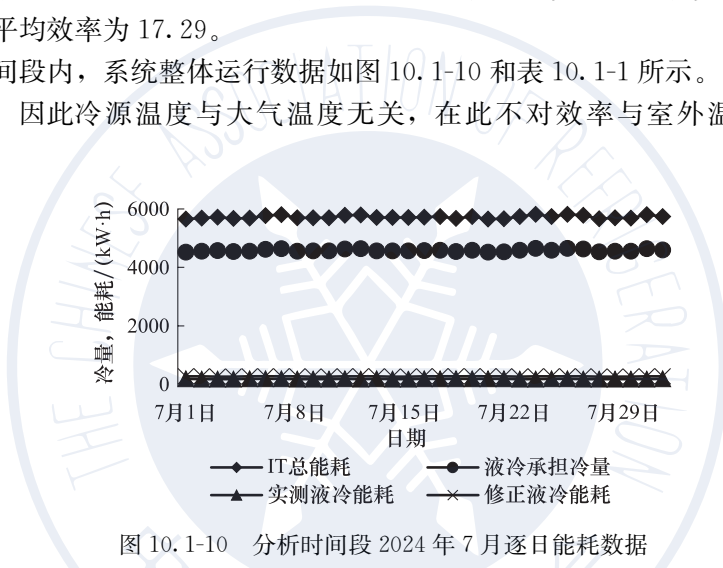 平均效率为 17.29。
间段内，系统整体运行数据如图 10.1-10 和表 10.1-1 所示。
因此冷源温度与大气温度无关，在此不对效率与室外温
冷量，能耗/(kW·h)
6000
4000
2000
0
7月1日 7月8日 7月15日 7月22日 7月29日
日期
IT总能耗 液冷承担冷量
实测液冷能耗 修正液冷能耗
图 10.1-10 分析时间段 2024 年 7 月逐日能耗数据
THE CHINESE ASSOCIATION OF REFRIGERATION